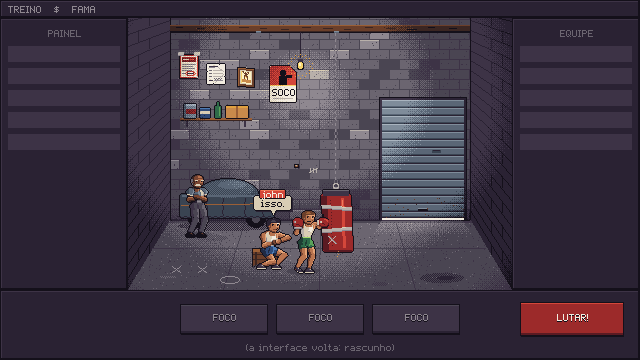 TREINO $ FAMA
PAINEL
EQUIPE
SOCO
john
isso.
FOCO
FOCO
FOCO
LUTAR!
(a interface volta: rascunho)